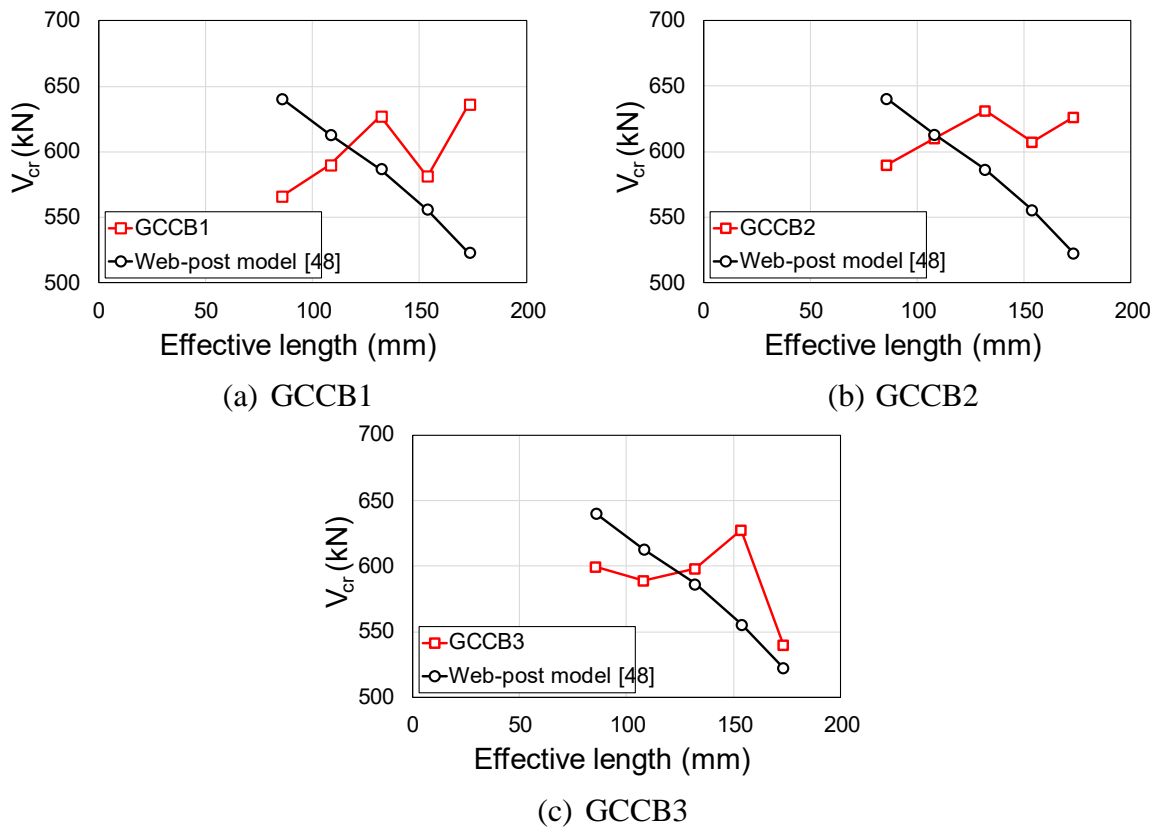 700
650
600
550
500
V_cr (kN)
GCCB1
Web-post model [48]
0 50 100 150 200
Effective length (mm)
(a) GCCB1
700
650
600
550
500
V_cr (kN)
GCCB2
Web-post model [48]
0 50 100 150 200
Effective length (mm)
(b) GCCB2
700
650
600
550
500
V_cr (kN)
GCCB3
Web-post model [48]
0 50 100 150 200
Effective length (mm)
(c) GCCB3